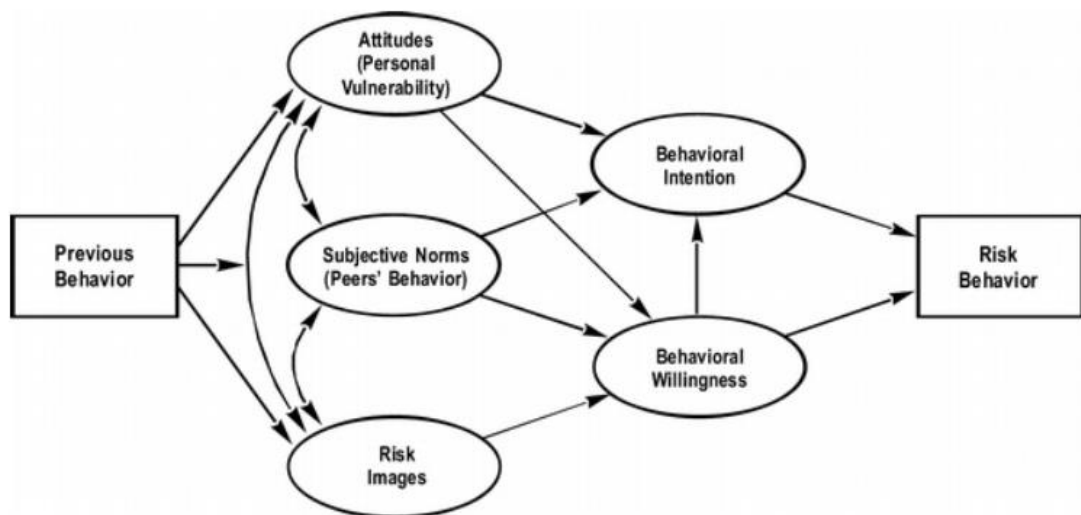 Attitudes
(Personal
Vulnerability)
Behavioral
Intention
Previous
Behavior
Subjective Norms
(Peers' Behavior)
Risk
Behavior
Behavioral
Willingness
Risk
Images